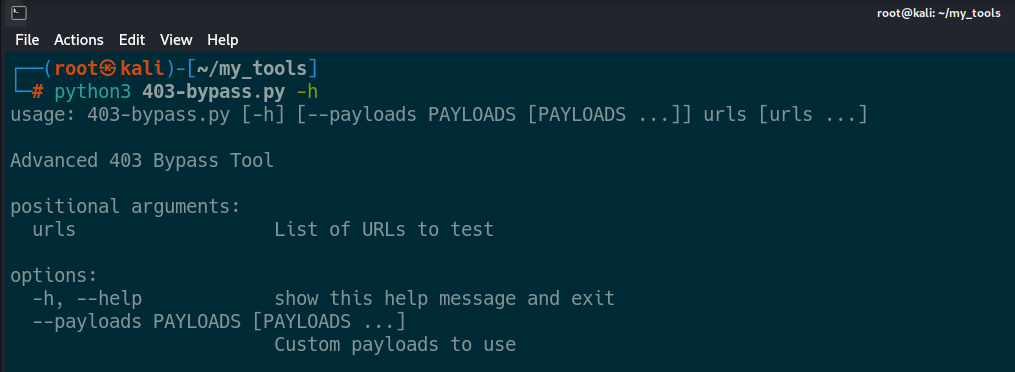 root@kali: ~/my_tools
File Actions Edit View Help
┌──(root㉿kali)-[~/my_tools]
└─# python3 403-bypass.py -h
usage: 403-bypass.py [-h] [--payloads PAYLOADS [PAYLOADS ...]] urls [urls ...]
Advanced 403 Bypass Tool
positional arguments:
  urls                  List of URLs to test
options:
  -h, --help            show this help message and exit
  --payloads PAYLOADS [PAYLOADS ...]
                        Custom payloads to use